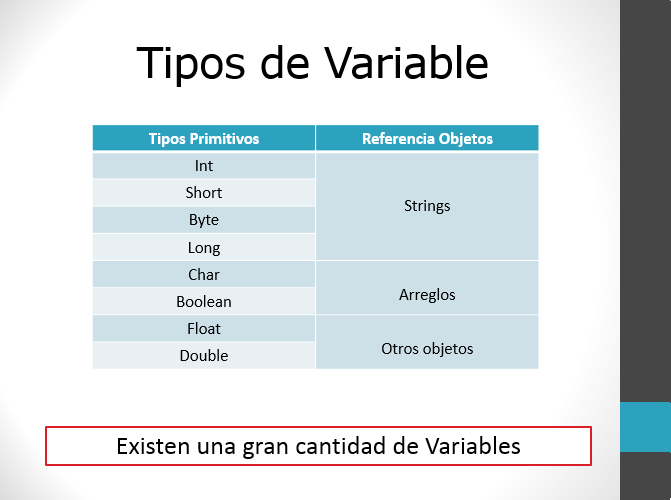 Tipos de Variable
Tipos Primitivos Referencia Objetos
Int
Short
Byte
Long
Strings
Char
Boolean
Arreglos
Float
Double
Otros objetos
Existen una gran cantidad de Variables